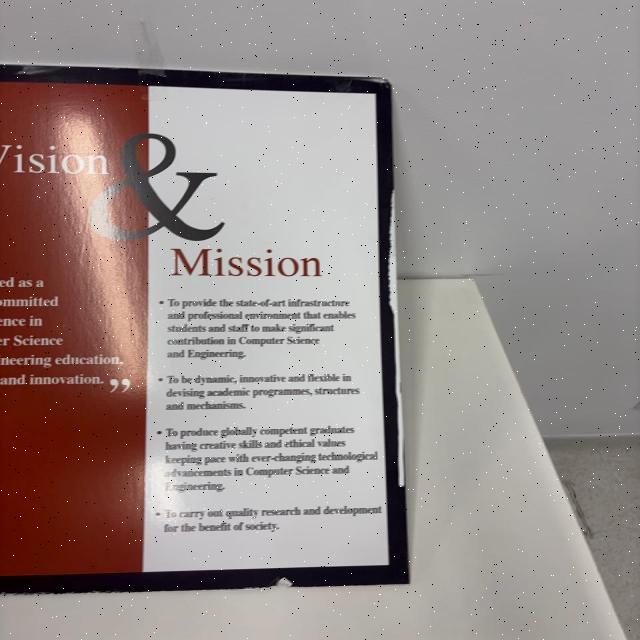 Vision
&
Mission
ed as a
ommitted
ence in
er Science
neering education,
and innovation. ”
• To provide the state-of-art infrastructure
and professional environment that enables
students and staff to make significant
contribution in Computer Science
and Engineering.
• To be dynamic, innovative and flexible in
devising academic programmes, structures
and mechanisms.
• To produce globally competent graduates
having creative skills and ethical values
keeping pace with ever-changing technological
advancements in Computer Science and
Engineering.
• To carry out quality research and development
for the benefit of society.